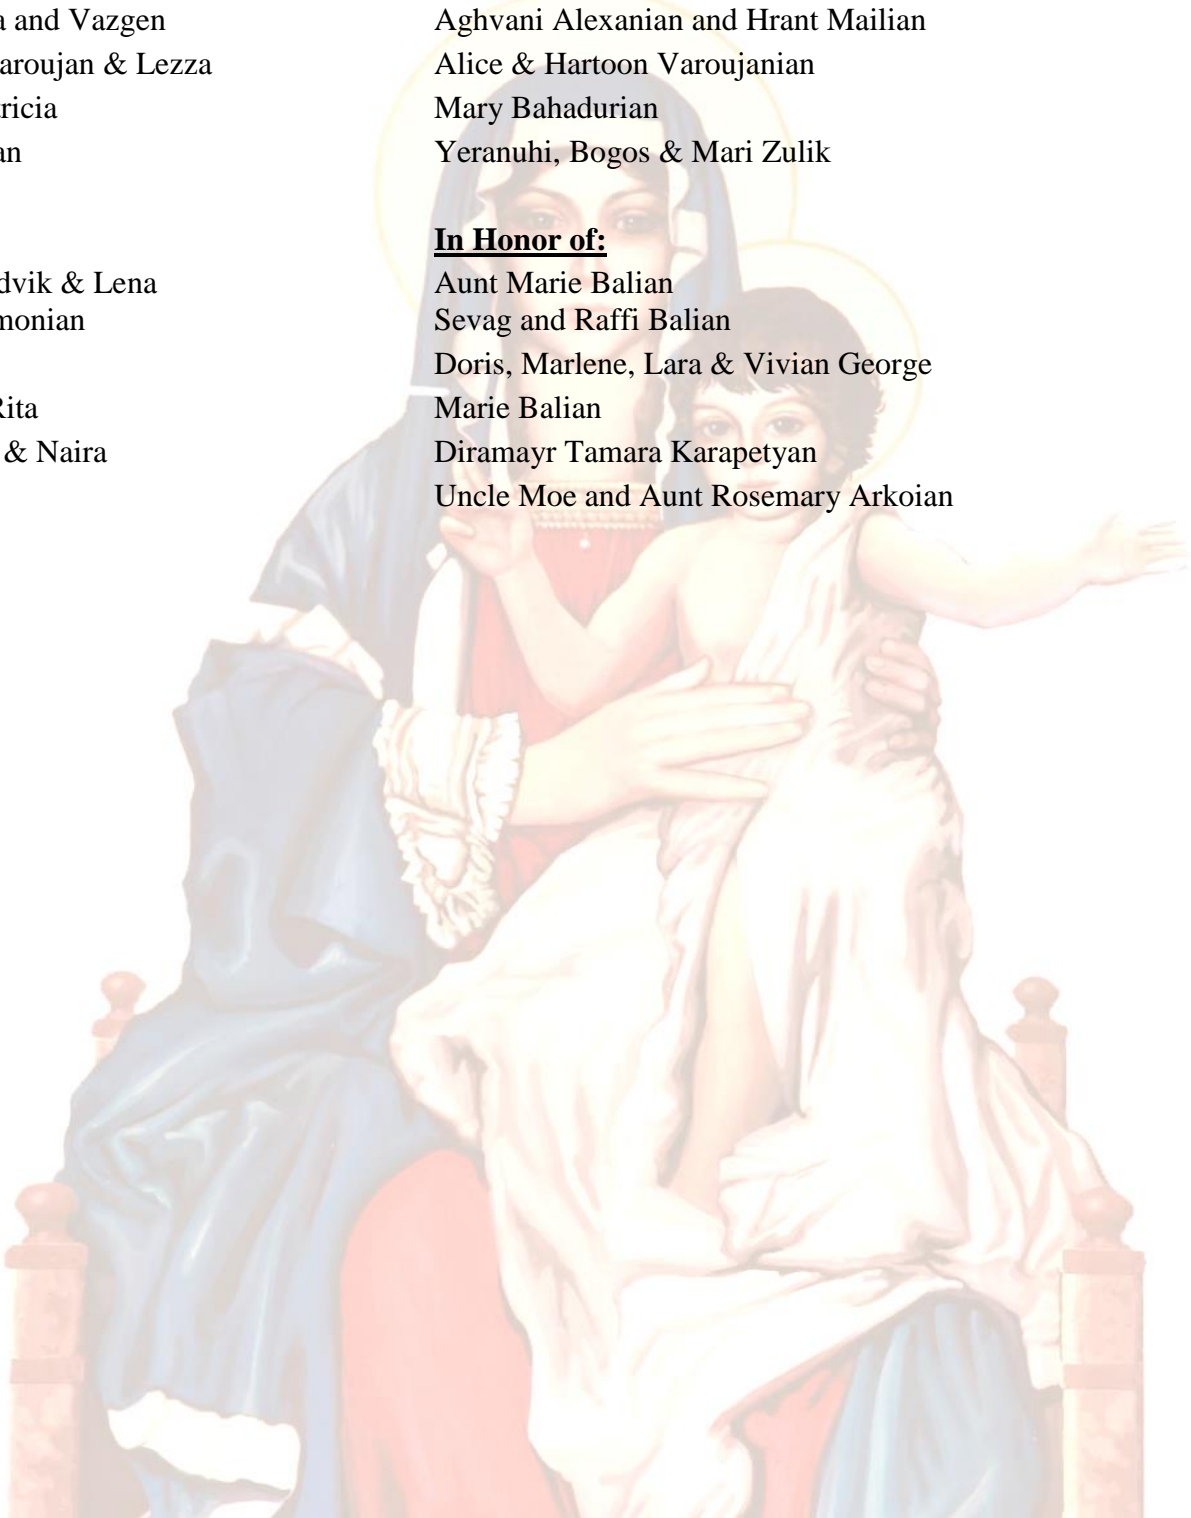 a and Vazgen Aghvani Alexanian and Hrant Mailian
aroujan & Lezza Alice & Hartoon Varoujanian
ricia Mary Bahadurian
an Yeranuhi, Bogos & Mari Zulik
In Honor of:
dvik & Lena Aunt Marie Balian
monian Sevag and Raffi Balian
Doris, Marlene, Lara & Vivian George
Rita Marie Balian
& Naira Diramayr Tamara Karapetyan
Uncle Moe and Aunt Rosemary Arkoian